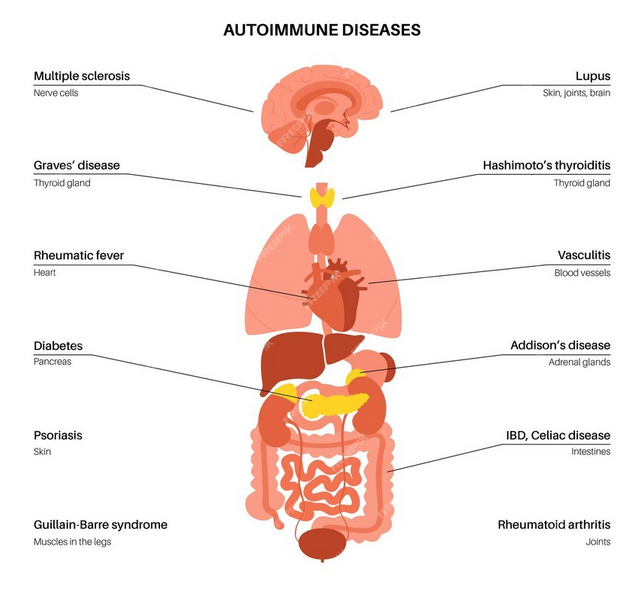 AUTOIMMUNE DISEASES
Multiple sclerosis
Nerve cells
Lupus
Skin, joints, brain
Graves' disease
Thyroid gland
Hashimoto's thyroiditis
Thyroid gland
Rheumatic fever
Heart
Vasculitis
Blood vessels
Diabetes
Pancreas
Addison's disease
Adrenal glands
Psoriasis
Skin
IBD, Celiac disease
Intestines
Guillain-Barre syndrome
Muscles in the legs
Rheumatoid arthritis
Joints